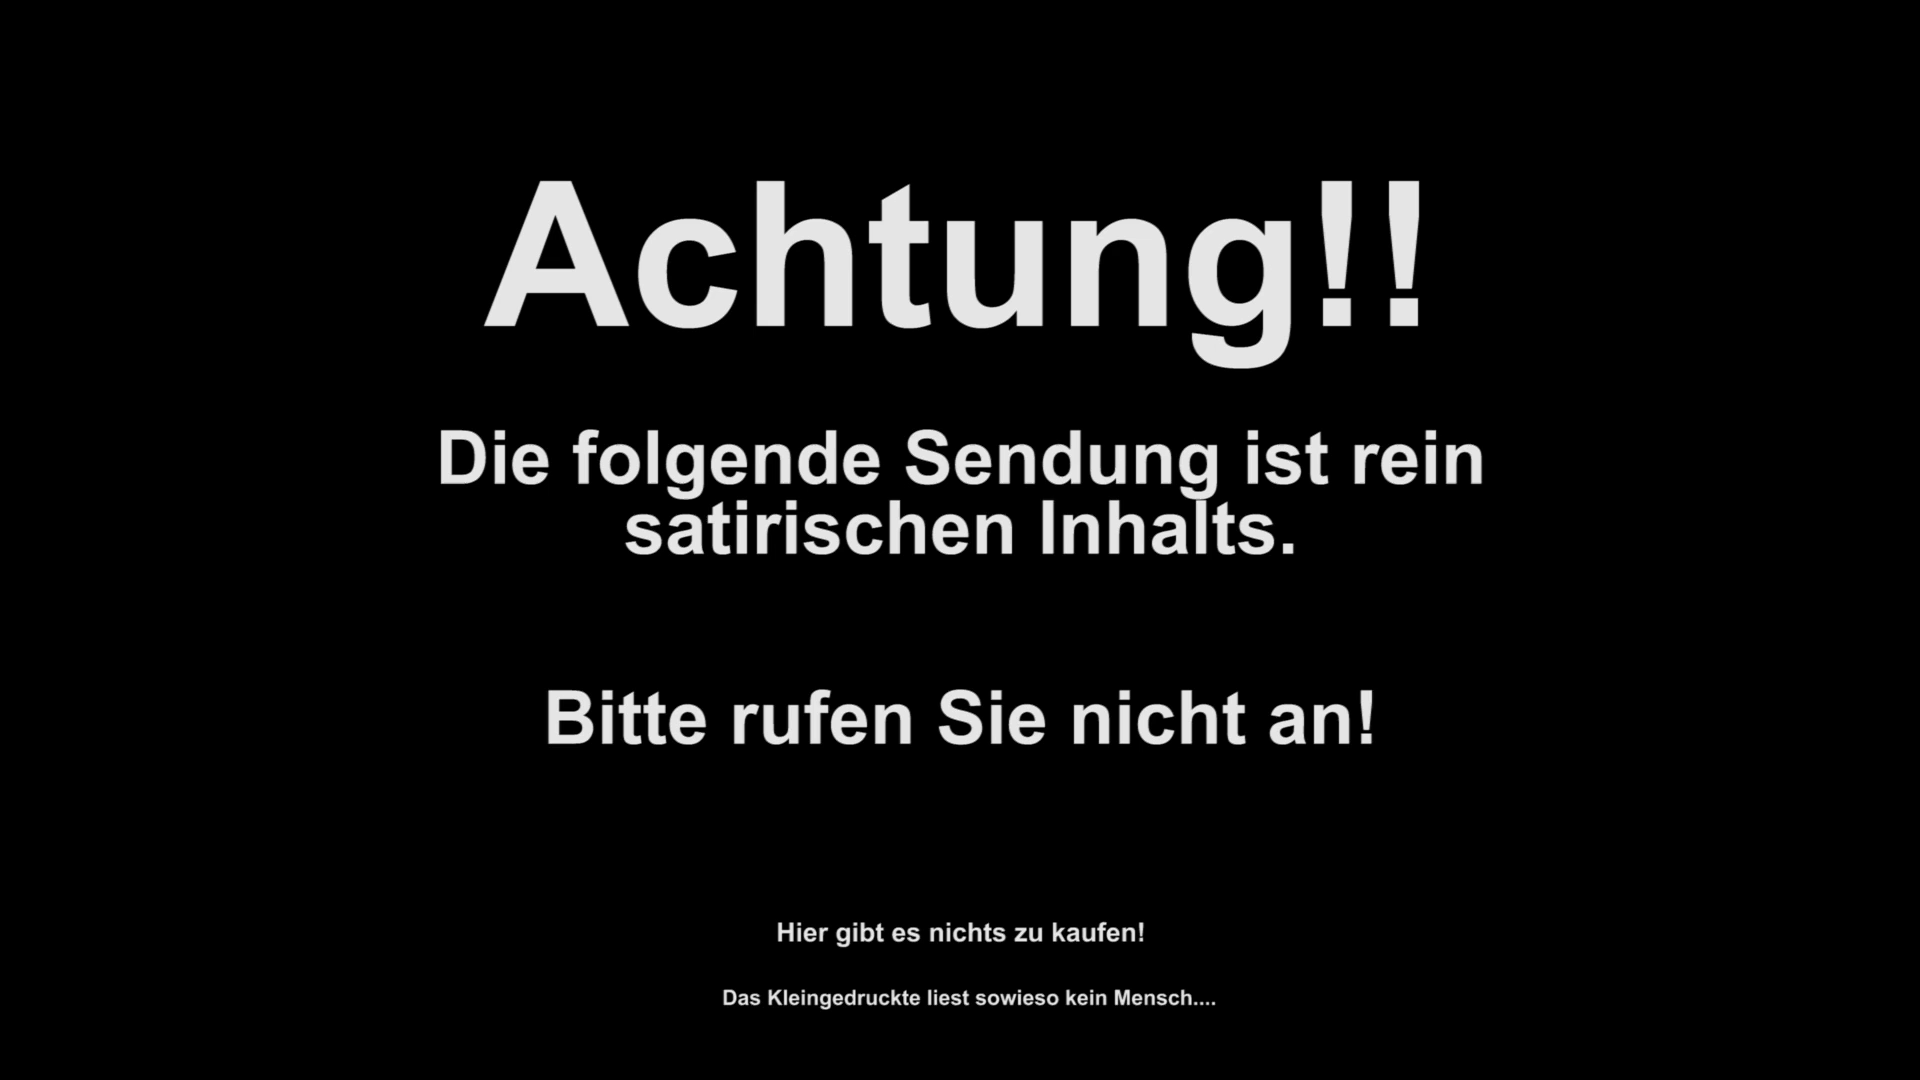 Achtung!!
Die folgende Sendung ist rein
satirischen Inhalts.
Bitte rufen Sie nicht an!
Hier gibt es nichts zu kaufen!
Das Kleingedruckte liest sowieso kein Mensch....